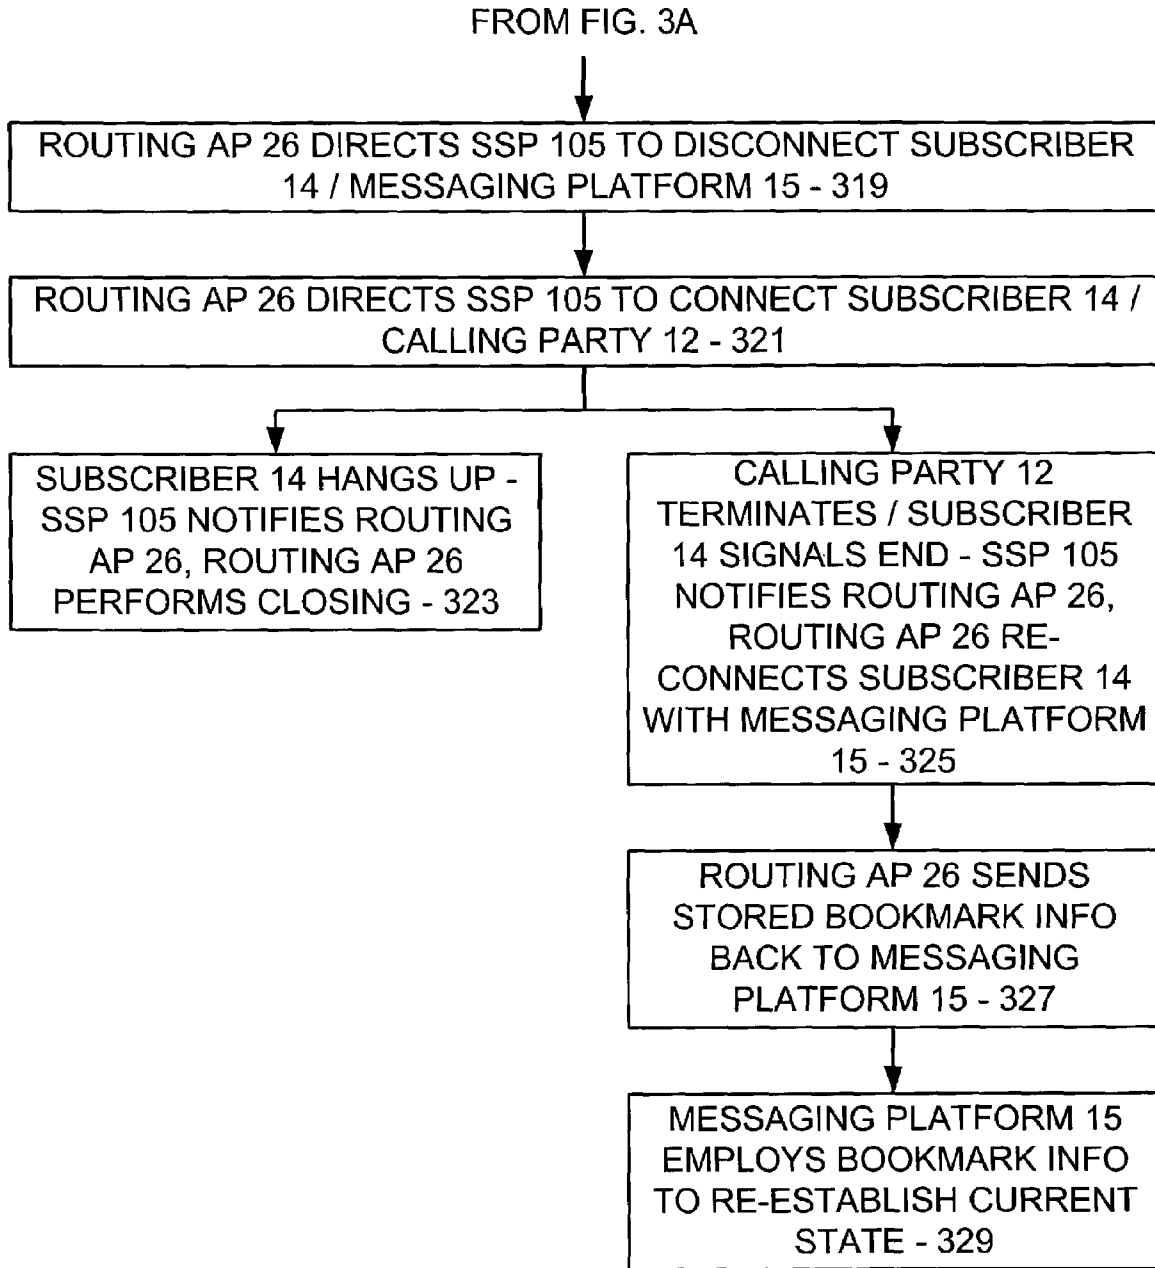 FROM FIG. 3A
ROUTING AP 26 DIRECTS SSP 105 TO DISCONNECT SUBSCRIBER
14 / MESSAGING PLATFORM 15 - 319
ROUTING AP 26 DIRECTS SSP 105 TO CONNECT SUBSCRIBER 14 /
CALLING PARTY 12 - 321
SUBSCRIBER 14 HANGS UP -
SSP 105 NOTIFIES ROUTING
AP 26, ROUTING AP 26
PERFORMS CLOSING - 323
CALLING PARTY 12
TERMINATES / SUBSCRIBER
14 SIGNALS END - SSP 105
NOTIFIES ROUTING AP 26,
ROUTING AP 26 RE-
CONNECTS SUBSCRIBER 14
WITH MESSAGING PLATFORM
15 - 325
ROUTING AP 26 SENDS
STORED BOOKMARK INFO
BACK TO MESSAGING
PLATFORM 15 - 327
MESSAGING PLATFORM 15
EMPLOYS BOOKMARK INFO
TO RE-ESTABLISH CURRENT
STATE - 329